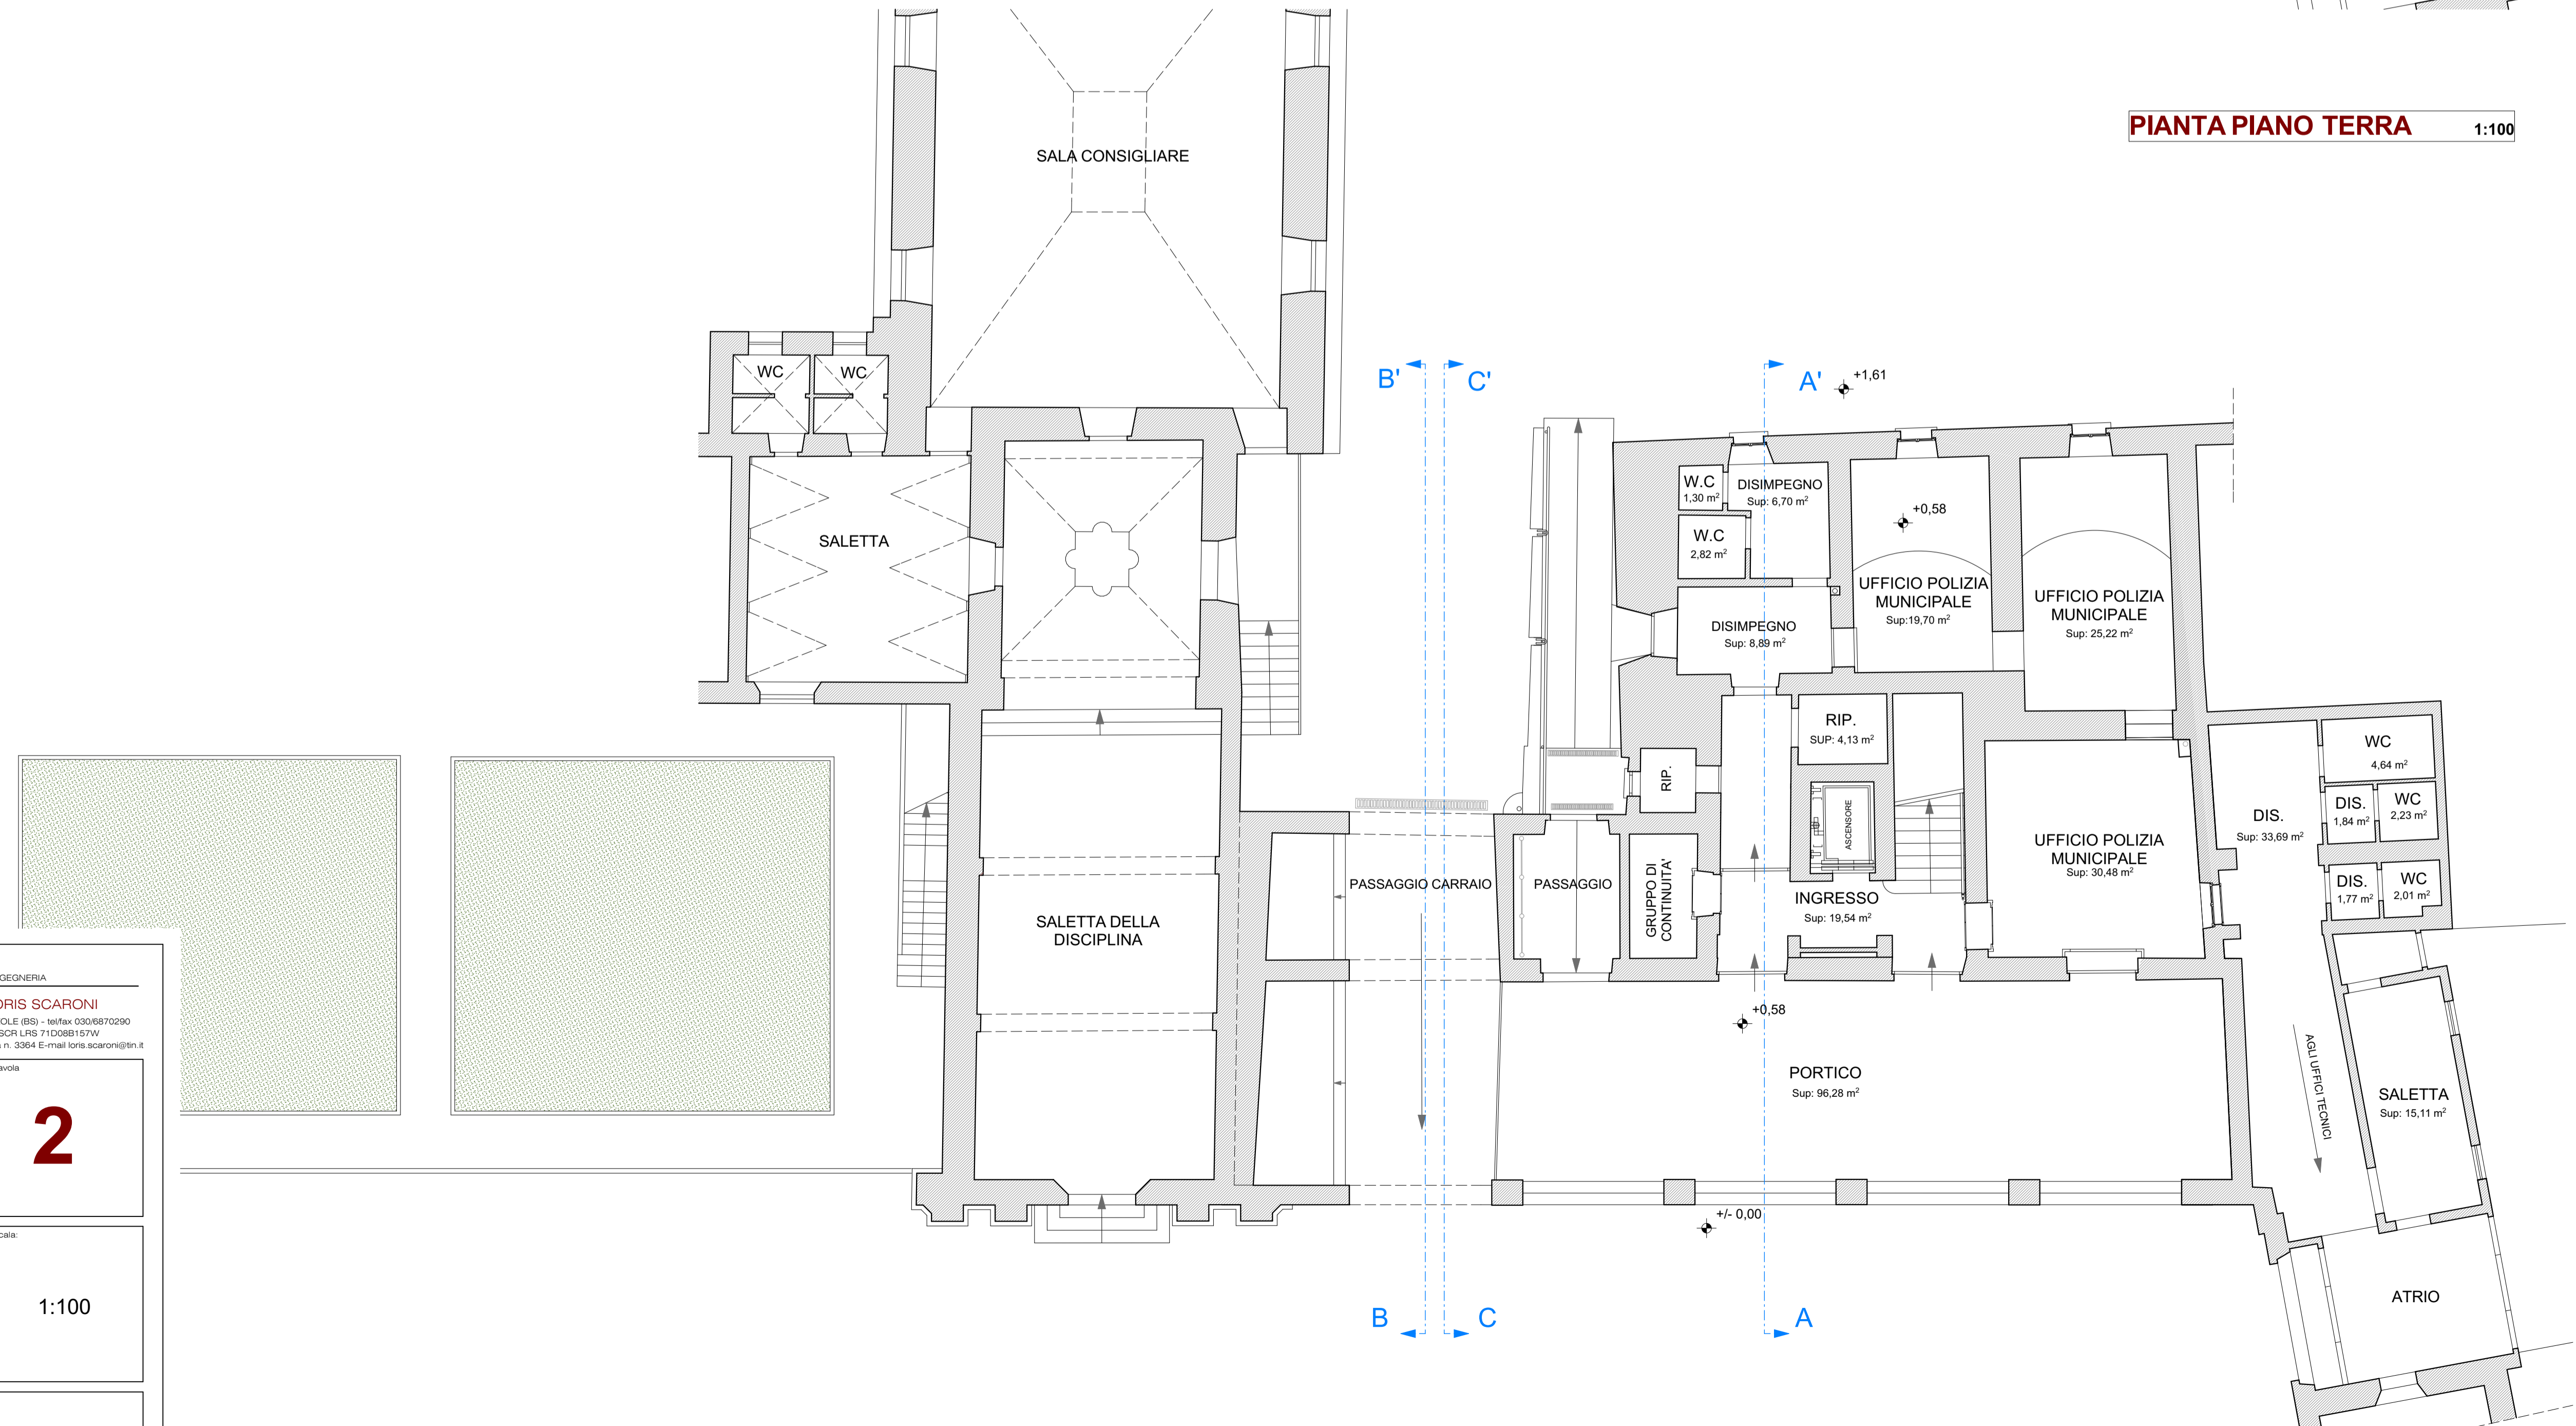 PIANTA PIANO TERRA 1:100
SALA CONSIGLIARE
WC
WC
SALETTA
B'
C'
A'
+1,61
W.C
1,30 m²
DISIMPEGNO
Sup: 6,70 m²
W.C
2,82 m²
+0,58
UFFICIO POLIZIA
MUNICIPALE
Sup:19,70 m²
UFFICIO POLIZIA
MUNICIPALE
Sup: 25,22 m²
DISIMPEGNO
Sup: 8,89 m²
RIP.
SUP: 4,13 m²
RIP.
ASCENSORE
WC
4,64 m²
DIS.
1,84 m²
WC
2,23 m²
DIS.
Sup: 33,69 m²
UFFICIO POLIZIA
MUNICIPALE
Sup: 30,48 m²
DIS.
1,77 m²
WC
2,01 m²
PASSAGGIO CARRAIO
PASSAGGIO
GRUPPO DI
CONTINUITA'
INGRESSO
Sup: 19,54 m²
SALETTA DELLA
DISCIPLINA
+0,58
PORTICO
Sup: 96,28 m²
AGLI UFFICI TECNICI
SALETTA
Sup: 15,11 m²
+/- 0,00
ATRIO
B
C
A
GEGNERIA
ORIS SCARONI
OLE (BS) - tel/fax 030/6870290
SCR LRS 71D08B157W
n. 3364 E-mail loris.scaroni@tin.it
avola
2
cala:
1:100